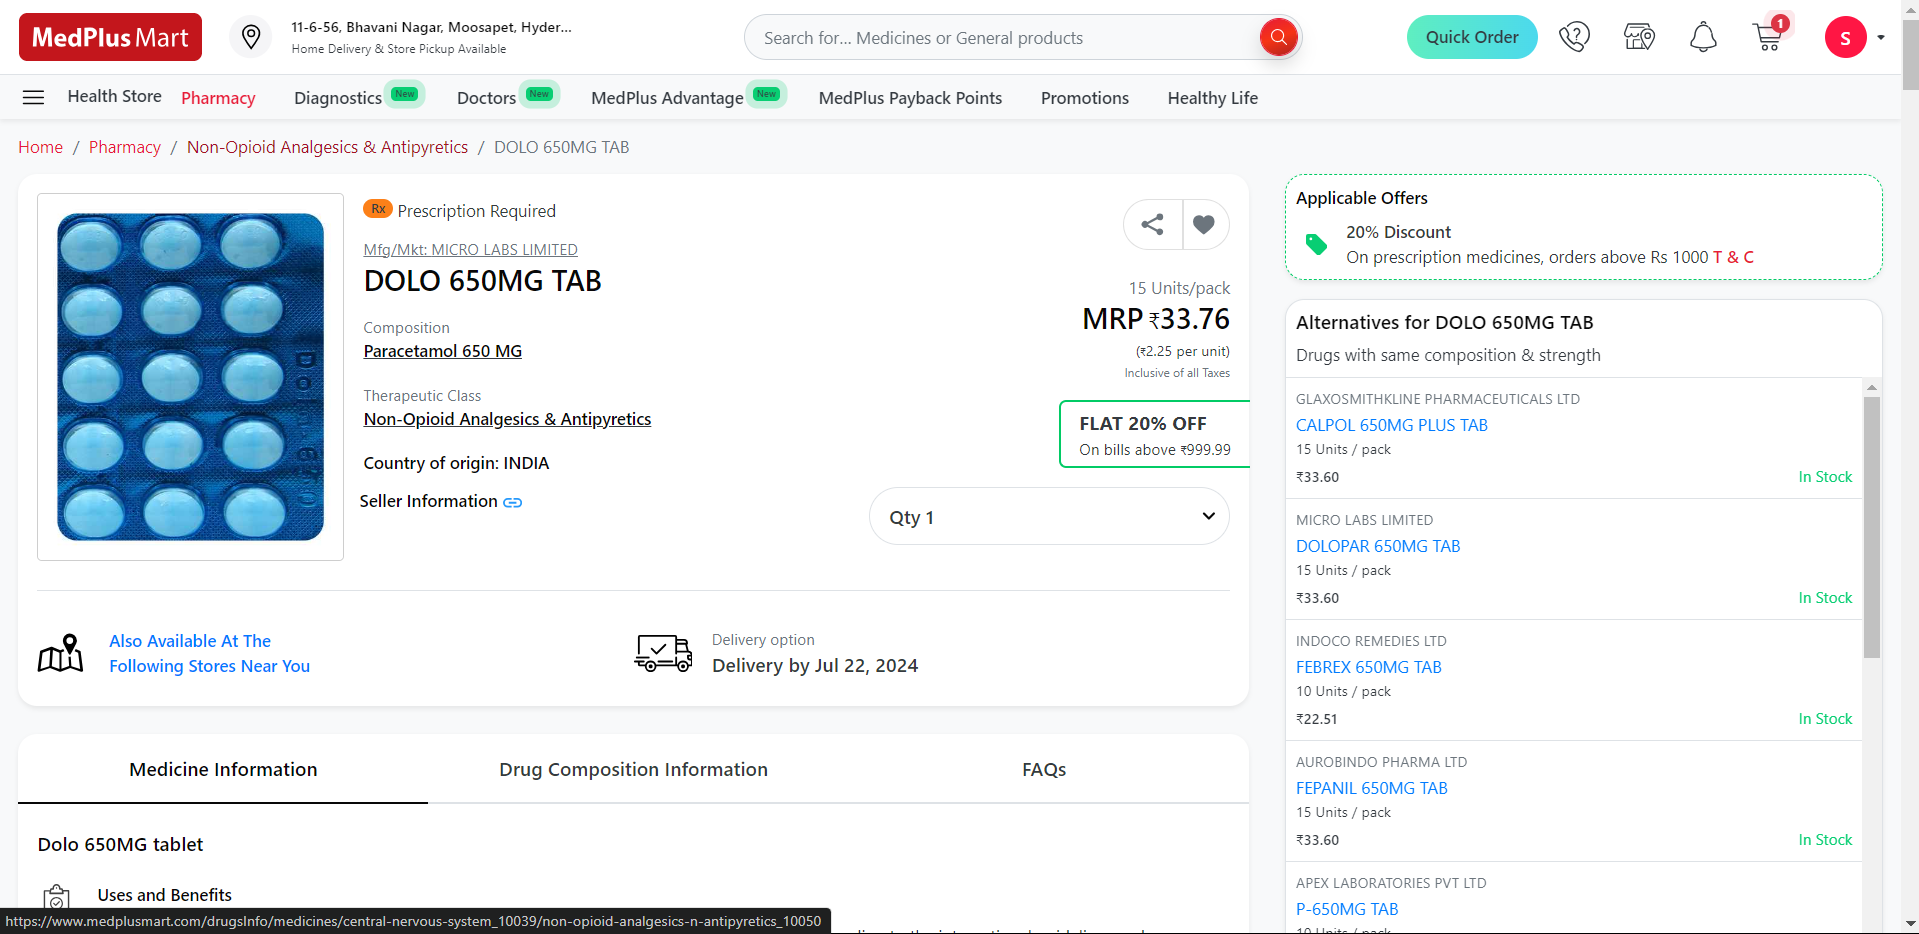 MedPlus Mart
11-6-56, Bhavani Nagar, Moosapet, Hyder...
Home Delivery & Store Pickup Available
Search for... Medicines or General products
Quick Order
1
S
Health Store
Pharmacy
Diagnostics New
Doctors New
MedPlus Advantage New
MedPlus Payback Points
Promotions
Healthy Life
Home / Pharmacy / Non-Opioid Analgesics & Antipyretics / DOLO 650MG TAB
Rx Prescription Required
Mfg/Mkt: MICRO LABS LIMITED
DOLO 650MG TAB
Composition
Paracetamol 650 MG
Therapeutic Class
Non-Opioid Analgesics & Antipyretics
Country of origin: INDIA
Seller Information
Dolo-650
15 Units/pack
MRP ₹33.76
(₹2.25 per unit)
Inclusive of all Taxes
FLAT 20% OFF
On bills above ₹999.99
Qty 1
Also Available At The
Following Stores Near You
Delivery option
Delivery by Jul 22, 2024
Medicine Information
Drug Composition Information
FAQs
Dolo 650MG tablet
Uses and Benefits
https://www.medplusmart.com/drugsInfo/medicines/central-nervous-system_10039/non-opioid-analgesics-n-antipyretics_10050
Applicable Offers
20% Discount
On prescription medicines, orders above Rs 1000 T & C
Alternatives for DOLO 650MG TAB
Drugs with same composition & strength
GLAXOSMITHKLINE PHARMACEUTICALS LTD
CALPOL 650MG PLUS TAB
15 Units / pack
₹33.60
In Stock
MICRO LABS LIMITED
DOLOPAR 650MG TAB
15 Units / pack
₹33.60
In Stock
INDOCO REMEDIES LTD
FEBREX 650MG TAB
10 Units / pack
₹22.51
In Stock
AUROBINDO PHARMA LTD
FEPANIL 650MG TAB
15 Units / pack
₹33.60
In Stock
APEX LABORATORIES PVT LTD
P-650MG TAB
10 Units / pack